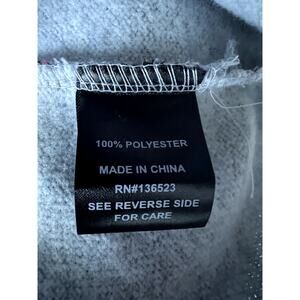 100% POLYESTER
MADE IN CHINA
RN#136523
SEE REVERSE SIDE
FOR CARE